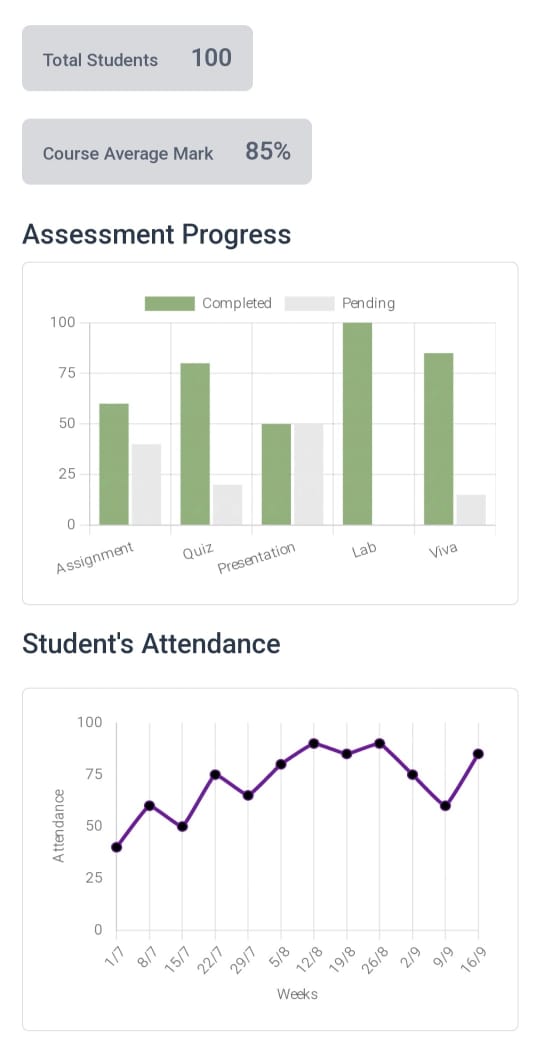 Total Students 100
Course Average Mark 85%
Assessment Progress
Completed Pending
100
75
50
25
0
Assignment Quiz Presentation Lab Viva
Student's Attendance
100
75
50
25
0
Attendance
1/7 8/7 15/7 22/7 29/7 5/8 12/8 19/8 26/8 2/9 9/9 16/9
Weeks